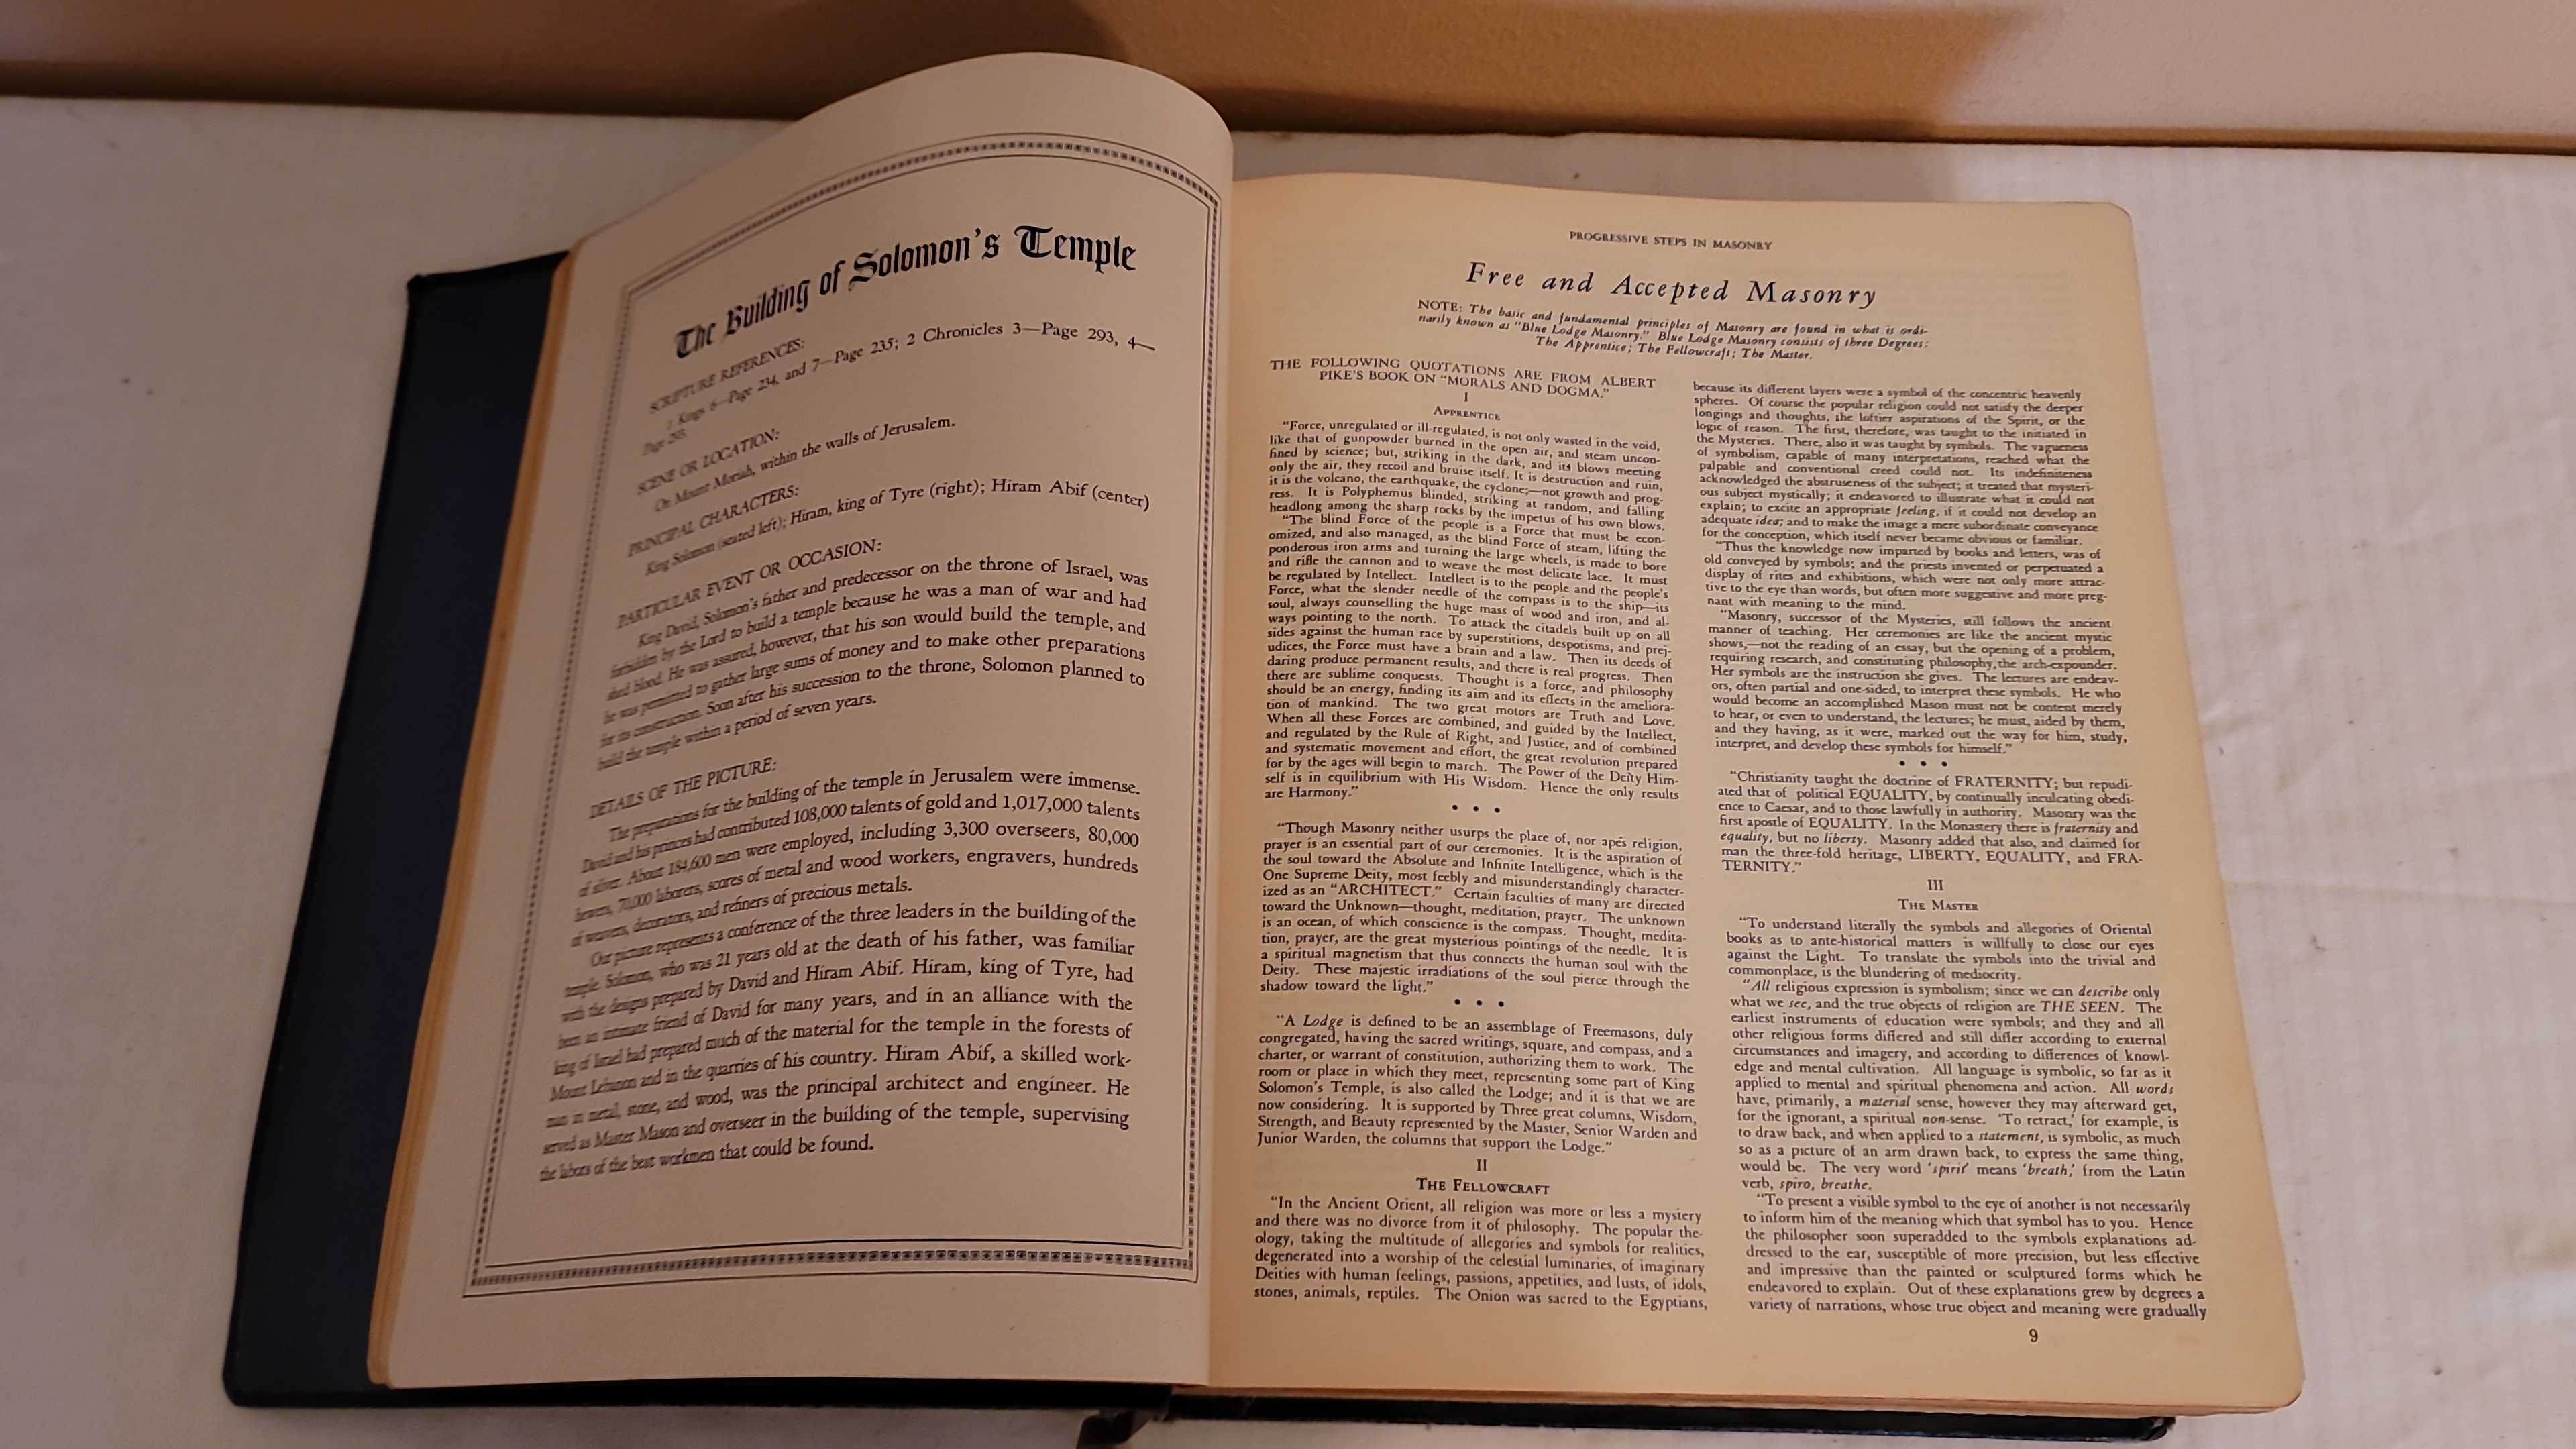 The Building of Solomon's Temple
SCRIPTURE REFERENCES:
1 Kings 6—Page 234, and 7—Page 235; 2 Chronicles 3—Page 293, 4—
Page 293.
SCENE OR LOCATION:
On Mount Moriah, within the walls of Jerusalem.
PRINCIPAL CHARACTERS:
King Solomon (seated left); Hiram, king of Tyre (right); Hiram Abif (center)
PARTICULAR EVENT OR OCCASION:
King David, Solomon's father and predecessor on the throne of Israel, was
forbidden by the Lord to build a temple because he was a man of war and had
shed blood. He was assured, however, that his son would build the temple, and
he was permitted to gather large sums of money and to make other preparations
for its construction. Soon after his succession to the throne, Solomon planned to
build the temple within a period of seven years.
DETAILS OF THE PICTURE:
The preparations for the building of the temple in Jerusalem were immense.
David and his princes had contributed 108,000 talents of gold and 1,017,000 talents
of silver. About 184,600 men were employed, including 3,300 overseers, 80,000
hewers, 70,000 laborers, scores of metal and wood workers, engravers, hundreds
of weavers, decorators, and refiners of precious metals.
Our picture represents a conference of the three leaders in the building of the
temple. Solomon, who was 21 years old at the death of his father, was familiar
with the designs prepared by David and Hiram Abif. Hiram, king of Tyre, had
been an intimate friend of David for many years, and in an alliance with the
king of Israel had prepared much of the material for the temple in the forests of
Mount Lebanon and in the quarries of his country. Hiram Abif, a skilled work-
man in metal, stone, and wood, was the principal architect and engineer. He
served as Master Mason and overseer in the building of the temple, supervising
the labors of the best workmen that could be found.
PROGRESSIVE STEPS IN MASONRY
Free and Accepted Masonry
NOTE: The basic and fundamental principles of Masonry are found in what is ordi-
narily known as "Blue Lodge Masonry." Blue Lodge Masonry consists of three Degrees:
The Apprentice; The Fellowcraft; The Master.
THE FOLLOWING QUOTATIONS ARE FROM ALBERT
PIKE'S BOOK ON "MORALS AND DOGMA."
I
APPRENTICE
"Force, unregulated or ill-regulated, is not only wasted in the void,
like that of gunpowder burned in the open air, and steam uncon-
fined by science; but, striking in the dark, and its blows meeting
only the air, they recoil and bruise itself. It is destruction and ruin,
it is the volcano, the earthquake, the cyclone;—not growth and prog-
ress. It is Polyphemus blinded, striking at random, and falling
headlong among the sharp rocks by the impetus of his own blows.
"The blind Force of the people is a Force that must be econ-
omized, and also managed, as the blind Force of steam, lifting the
ponderous iron arms and turning the large wheels, is made to bore
and rifle the cannon and to weave the most delicate lace. It must
be regulated by Intellect. Intellect is to the people and the people's
Force, what the slender needle of the compass is to the ship—its
soul, always counselling the huge mass of wood and iron, and al-
ways pointing to the north. To attack the citadels built up on all
sides against the human race by superstitions, despotisms, and prej-
udices, the Force must have a brain and a law. Then its deeds of
daring produce permanent results, and there is real progress. Then
there are sublime conquests. Thought is a force, and philosophy
should be an energy, finding its aim and its effects in the ameliora-
tion of mankind. The two great motors are Truth and Love.
When all these Forces are combined, and guided by the Intellect,
and regulated by the Rule of Right, and Justice, and of combined
and systematic movement and effort, the great revolution prepared
for by the ages will begin to march. The Power of the Deity Him-
self is in equilibrium with His Wisdom. Hence the only results
are Harmony."
• • •
"Though Masonry neither usurps the place of, nor apes religion,
prayer is an essential part of our ceremonies. It is the aspiration of
the soul toward the Absolute and Infinite Intelligence, which is the
One Supreme Deity, most feebly and misunderstandingly character-
ized as an "ARCHITECT." Certain faculties of many are directed
toward the Unknown—thought, meditation, prayer. The unknown
is an ocean, of which conscience is the compass. Thought, medita-
tion, prayer, are the great mysterious pointings of the needle. It is
a spiritual magnetism that thus connects the human soul with the
Deity. These majestic irradiations of the soul pierce through the
shadow toward the light."
• • •
"A Lodge is defined to be an assemblage of Freemasons, duly
congregated, having the sacred writings, square, and compass, and a
charter, or warrant of constitution, authorizing them to work. The
room or place in which they meet, representing some part of King
Solomon's Temple, is also called the Lodge; and it is that we are
now considering. It is supported by Three great columns, Wisdom,
Strength, and Beauty represented by the Master, Senior Warden and
Junior Warden, the columns that support the Lodge."
II
THE FELLOWCRAFT
"In the Ancient Orient, all religion was more or less a mystery
and there was no divorce from it of philosophy. The popular the-
ology, taking the multitude of allegories and symbols for realities,
degenerated into a worship of the celestial luminaries, of imaginary
Deities with human feelings, passions, appetities, and lusts, of idols,
stones, animals, reptiles. The Onion was sacred to the Egyptians,
because its different layers were a symbol of the concentric heavenly
spheres. Of course the popular religion could not satisfy the deeper
longings and thoughts, the loftier aspirations of the Spirit, or the
logic of reason. The first, therefore, was taught to the initiated in
the Mysteries. There, also it was taught by symbols. The vagueness
of symbolism, capable of many interpretations, reached what the
palpable and conventional creed could not. Its indefiniteness
acknowledged the abstruseness of the subject; it treated that mysteri-
ous subject mystically; it endeavored to illustrate what it could not
explain; to excite an appropriate feeling, if it could not develop an
adequate idea; and to make the image a mere subordinate conveyance
for the conception, which itself never became obvious or familiar.
"Thus the knowledge now imparted by books and letters, was of
old conveyed by symbols; and the priests invented or perpetuated a
display of rites and exhibitions, which were not only more attrac-
tive to the eye than words, but often more suggestive and more preg-
nant with meaning to the mind.
"Masonry, successor of the Mysteries, still follows the ancient
manner of teaching. Her ceremonies are like the ancient mystic
shows,—not the reading of an essay, but the opening of a problem,
requiring research, and constituting philosophy, the arch-expounder.
Her symbols are the instruction she gives. The lectures are endeav-
ors, often partial and one-sided, to interpret these symbols. He who
would become an accomplished Mason must not be content merely
to hear, or even to understand, the lectures; he must, aided by them,
and they having, as it were, marked out the way for him, study,
interpret, and develop these symbols for himself."
• • •
"Christianity taught the doctrine of FRATERNITY; but repudi-
ated that of political EQUALITY, by continually inculcating obedi-
ence to Caesar, and to those lawfully in authority. Masonry was the
first apostle of EQUALITY. In the Monastery there is fraternity and
equality, but no liberty. Masonry added that also, and claimed for
man the three-fold heritage, LIBERTY, EQUALITY, and FRA-
TERNITY."
III
THE MASTER
"To understand literally the symbols and allegories of Oriental
books as to ante-historical matters is willfully to close our eyes
against the Light. To translate the symbols into the trivial and
commonplace, is the blundering of mediocrity.
"All religious expression is symbolism; since we can describe only
what we see, and the true objects of religion are THE SEEN. The
earliest instruments of education were symbols; and they and all
other religious forms differed and still differ according to external
circumstances and imagery, and according to differences of knowl-
edge and mental cultivation. All language is symbolic, so far as it
applied to mental and spiritual phenomena and action. All words
have, primarily, a material sense, however they may afterward get,
for the ignorant, a spiritual non-sense. 'To retract,' for example, is
to draw back, and when applied to a statement, is symbolic, as much
so as a picture of an arm drawn back, to express the same thing,
would be. The very word 'spirit' means 'breath,' from the Latin
verb, spiro, breathe.
"To present a visible symbol to the eye of another is not necessarily
to inform him of the meaning which that symbol has to you. Hence
the philosopher soon superadded to the symbols explanations ad-
dressed to the ear, susceptible of more precision, but less effective
and impressive than the painted or sculptured forms which he
endeavored to explain. Out of these explanations grew by degrees a
variety of narrations, whose true object and meaning were gradually
9